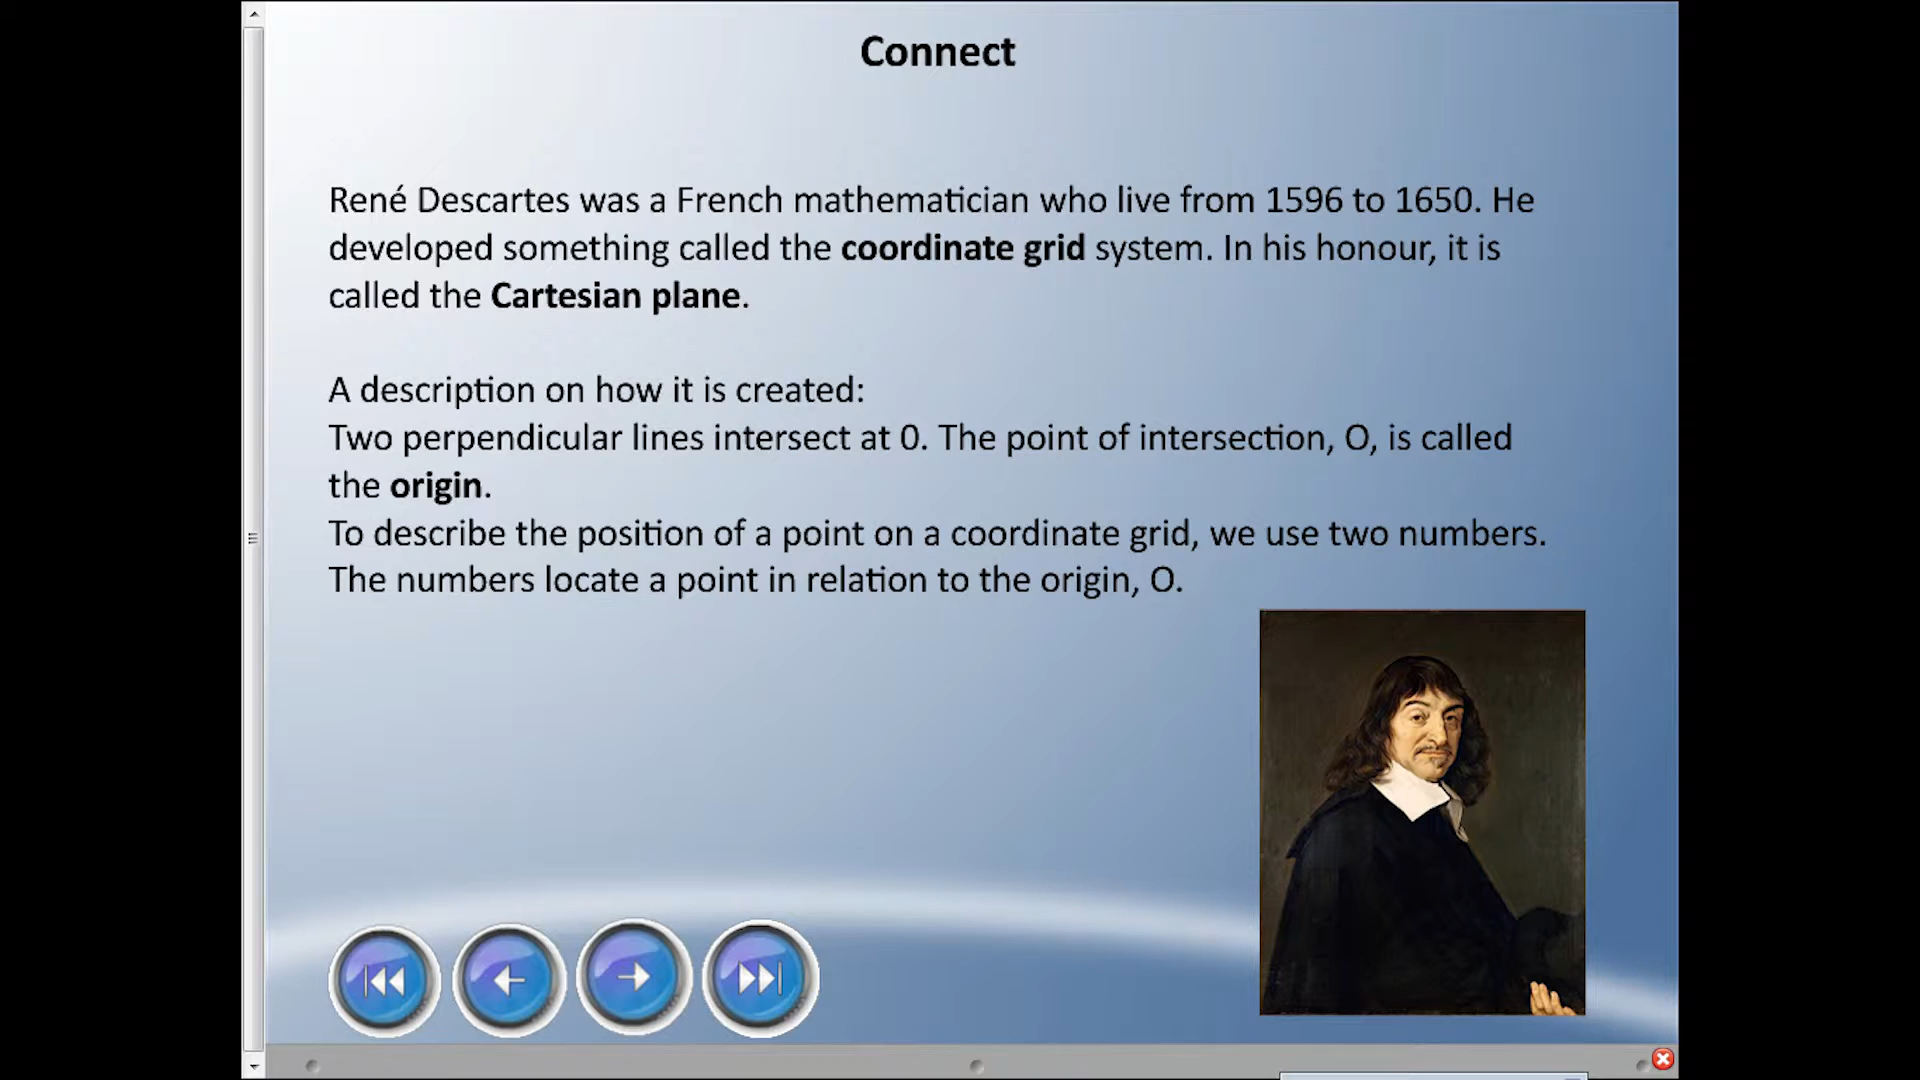 Connect
René Descartes was a French mathematician who live from 1596 to 1650. He
developed something called the coordinate grid system. In his honour, it is
called the Cartesian plane.
A description on how it is created:
Two perpendicular lines intersect at 0. The point of intersection, O, is called
the origin.
To describe the position of a point on a coordinate grid, we use two numbers.
The numbers locate a point in relation to the origin, O.